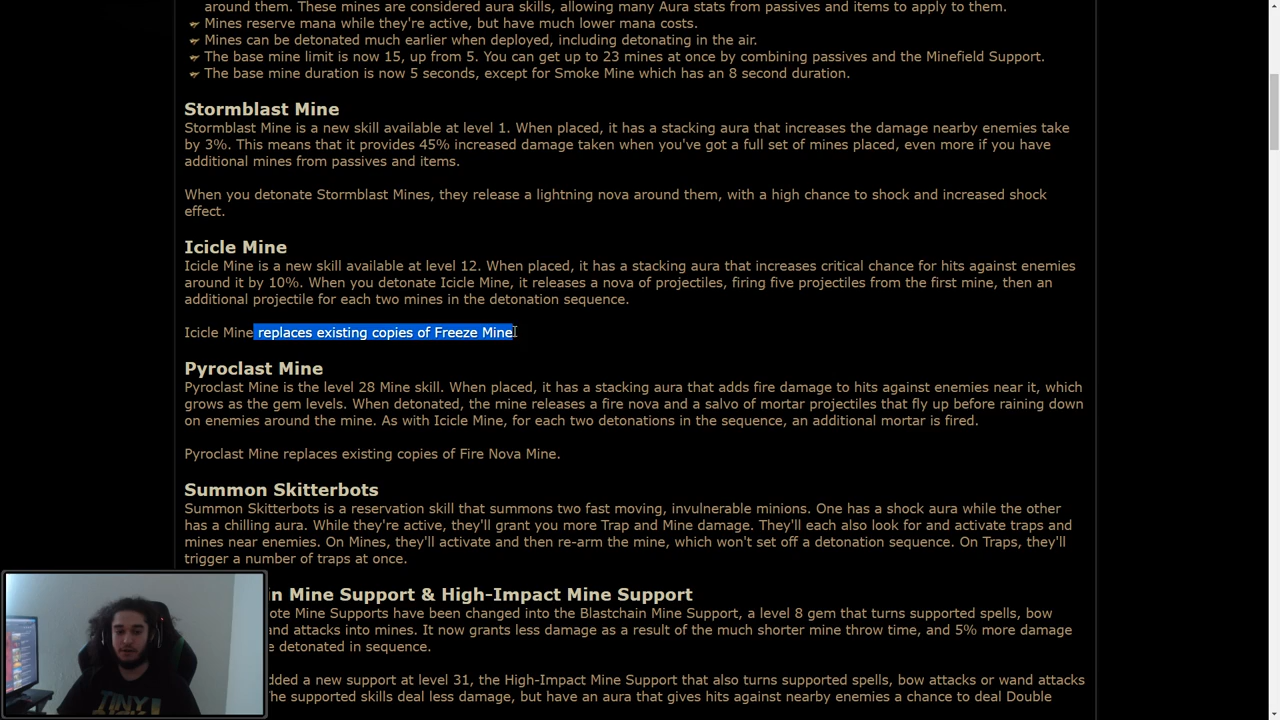 around them. These mines are considered aura skills, allowing many Aura stats from passives and items to apply to them.
Mines reserve mana while they're active, but have much lower mana costs.
Mines can be detonated much earlier when deployed, including detonating in the air.
The base mine limit is now 15, up from 5. You can get up to 23 mines at once by combining passives and the Minefield Support.
The base mine duration is now 5 seconds, except for Smoke Mine which has an 8 second duration.
Stormblast Mine
Stormblast Mine is a new skill available at level 1. When placed, it has a stacking aura that increases the damage nearby enemies take
by 3%. This means that it provides 45% increased damage taken when you've got a full set of mines placed, even more if you have
additional mines from passives and items.
When you detonate Stormblast Mines, they release a lightning nova around them, with a high chance to shock and increased shock
effect.
Icicle Mine
Icicle Mine is a new skill available at level 12. When placed, it has a stacking aura that increases critical chance for hits against enemies
around it by 10%. When you detonate Icicle Mine, it releases a nova of projectiles, firing five projectiles from the first mine, then an
additional projectile for each two mines in the detonation sequence.
Icicle Mine replaces existing copies of Freeze Mine
Pyroclast Mine
Pyroclast Mine is the level 28 Mine skill. When placed, it has a stacking aura that adds fire damage to hits against enemies near it, which
grows as the gem levels. When detonated, the mine releases a fire nova and a salvo of mortar projectiles that fly up before raining down
on enemies around the mine. As with Icicle Mine, for each two detonations in the sequence, an additional mortar is fired.
Pyroclast Mine replaces existing copies of Fire Nova Mine.
Summon Skitterbots
Summon Skitterbots is a reservation skill that summons two fast moving, invulnerable minions. One has a shock aura while the other
has a chilling aura. While they're active, they'll grant you more Trap and Mine damage. They'll each also look for and activate traps and
mines near enemies. On Mines, they'll activate and then re-arm the mine, which won't set off a detonation sequence. On Traps, they'll
trigger a number of traps at once.
in Mine Support & High-Impact Mine Support
ote Mine Supports have been changed into the Blastchain Mine Support, a level 8 gem that turns supported spells, bow
and attacks into mines. It now grants less damage as a result of the much shorter mine throw time, and 5% more damage
e detonated in sequence.
dded a new support at level 31, the High-Impact Mine Support that also turns supported spells, bow attacks or wand attacks
he supported skills deal less damage, but have an aura that gives hits against nearby enemies a chance to deal Double
TINY